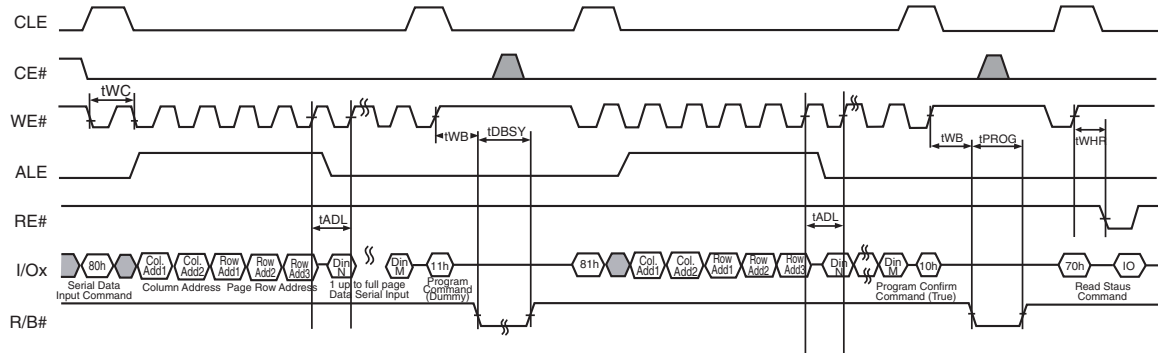 CLE
CE#
tWC
WE#
tWB
tDBSY
tWB
tPROG
tWHR
ALE
RE#
tADL
tADL
I/Ox
80h
Col. Add1
Col. Add2
Row Add1
Row Add2
Row Add3
Din N
Din M
11h
81h
Col. Add1
Col. Add2
Row Add1
Row Add2
Row Add3
Din N
Din M
10h
70h
IO
Serial Data
Input Command
Column Address
Page Row Address
1 up to full page
Data Serial Input
Program
Command
(Dummy)
Program Confirm
Command (True)
Read Staus
Command
R/B#